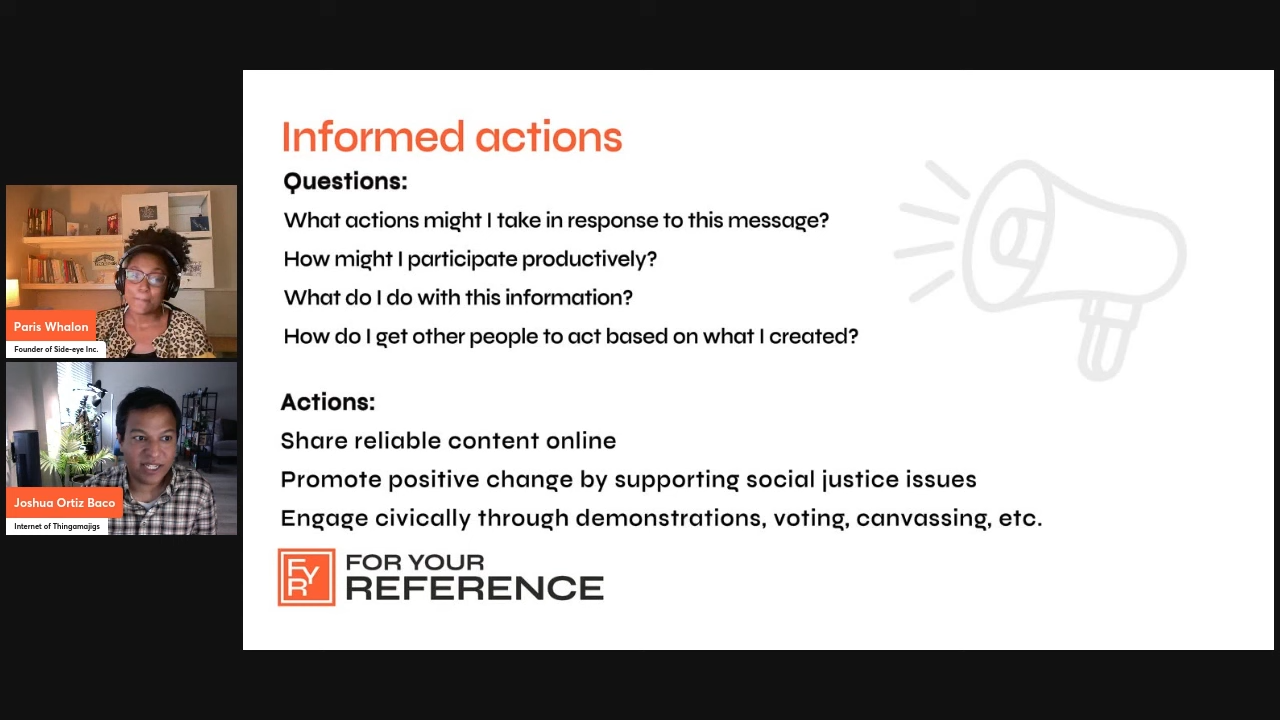 Informed actions
Questions:
What actions might I take in response to this message?
How might I participate productively?
What do I do with this information?
How do I get other people to act based on what I created?
Actions:
Share reliable content online
Promote positive change by supporting social justice issues
Engage civically through demonstrations, voting, canvassing, etc.
FYR
FOR YOUR
REFERENCE
Paris Whalon
Founder of Side-eye Inc.
Joshua Ortiz Baco
Internet of Thingamajigs